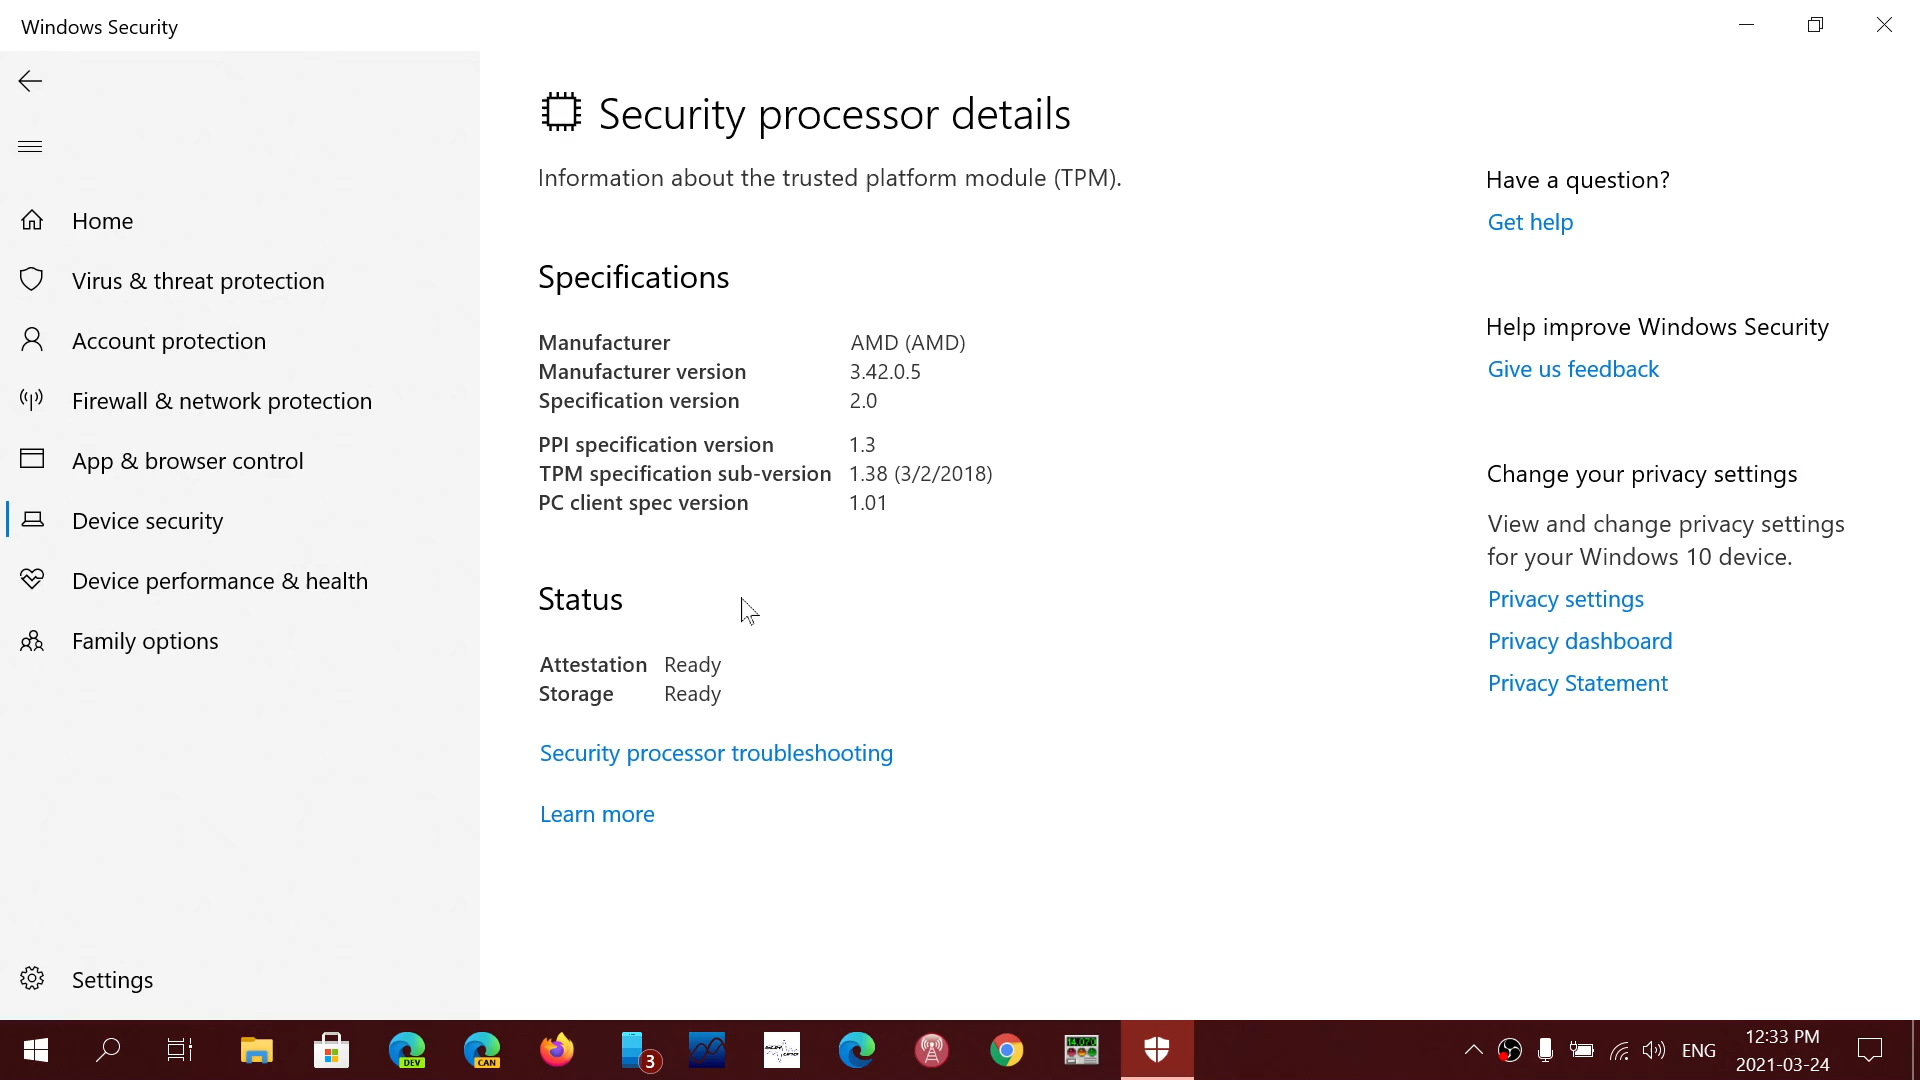 Windows Security
Security processor details
Information about the trusted platform module (TPM).
Home
Virus & threat protection
Account protection
Firewall & network protection
App & browser control
Device security
Device performance & health
Family options
Settings
Specifications
Manufacturer AMD (AMD)
Manufacturer version 3.42.0.5
Specification version 2.0
PPI specification version 1.3
TPM specification sub-version 1.38 (3/2/2018)
PC client spec version 1.01
Status
Attestation Ready
Storage Ready
Security processor troubleshooting
Learn more
Have a question?
Get help
Help improve Windows Security
Give us feedback
Change your privacy settings
View and change privacy settings
for your Windows 10 device.
Privacy settings
Privacy dashboard
Privacy Statement
DEV
CAN
3
14.070
ENG
12:33 PM
2021-03-24